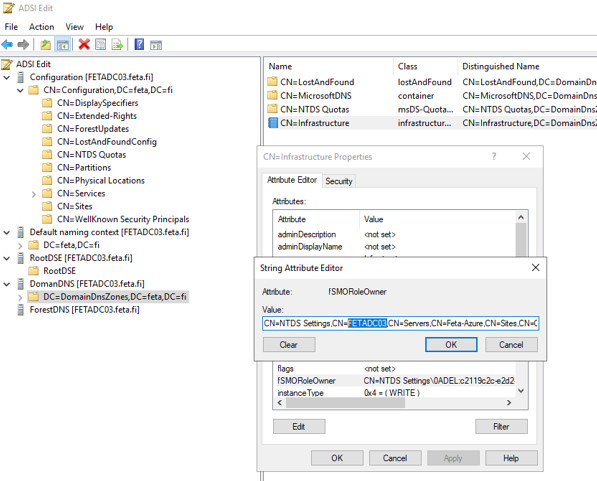 ADSI Edit
File Action View Help
ADSI Edit
Configuration [FETADC03.feta.fi]
CN=Configuration,DC=feta,DC=fi
CN=DisplaySpecifiers
CN=Extended-Rights
CN=ForestUpdates
CN=LostAndFoundConfig
CN=NTDS Quotas
CN=Partitions
CN=Physical Locations
CN=Services
CN=Sites
CN=WellKnown Security Principals
Default naming context [FETADC03.feta.fi]
DC=feta,DC=fi
RootDSE [FETADC03.feta.fi]
RootDSE
DomanDNS [FETADC03.feta.fi]
DC=DomainDnsZones,DC=feta,DC=fi
ForestDNS [FETADC03.feta.fi]
Name Class Distinguished Name
CN=LostAndFound lostAndFound CN=LostAndFound,DC=DomainD
CN=MicrosoftDNS container CN=MicrosoftDNS,DC=DomainDn
CN=NTDS Quotas msDS-Quota... CN=NTDS Quotas,DC=DomainDn
CN=Infrastructure infrastructur... CN=Infrastructure,DC=DomainDnsZ
CN=Infrastructure Properties ?
Attribute Editor Security
Attributes:
Attribute Value
adminDescription <not set>
adminDisplayName <not set>
String Attribute Editor
Attribute: fSMORoleOwner
Value:
CN=NTDS Settings,CN=FETADC03,CN=Servers,CN=Feta-Azure,CN=Sites,CN=C
Clear OK Cancel
flags <not set>
fSMORoleOwner CN=NTDS Settings\0ADEL:c2119c2c-e2d2
instanceType 0x4 = ( WRITE )
Edit Filter
OK Cancel Apply Help